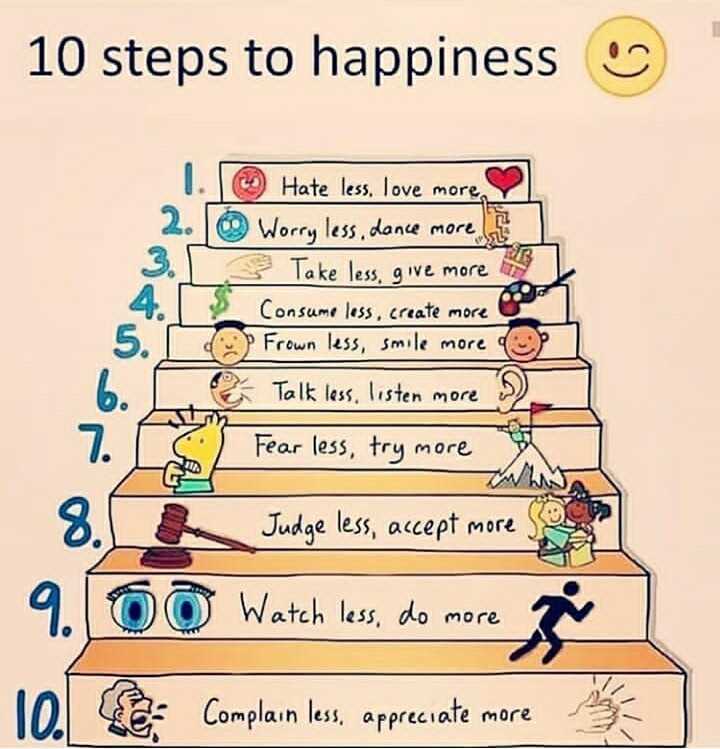 10 steps to happiness
1. Hate less, love more
2. Worry less, dance more
3. Take less, give more
4. Consume less, create more
5. Frown less, smile more
6. Talk less, listen more
7. Fear less, try more
8. Judge less, accept more
9. Watch less, do more
10. Complain less, appreciate more